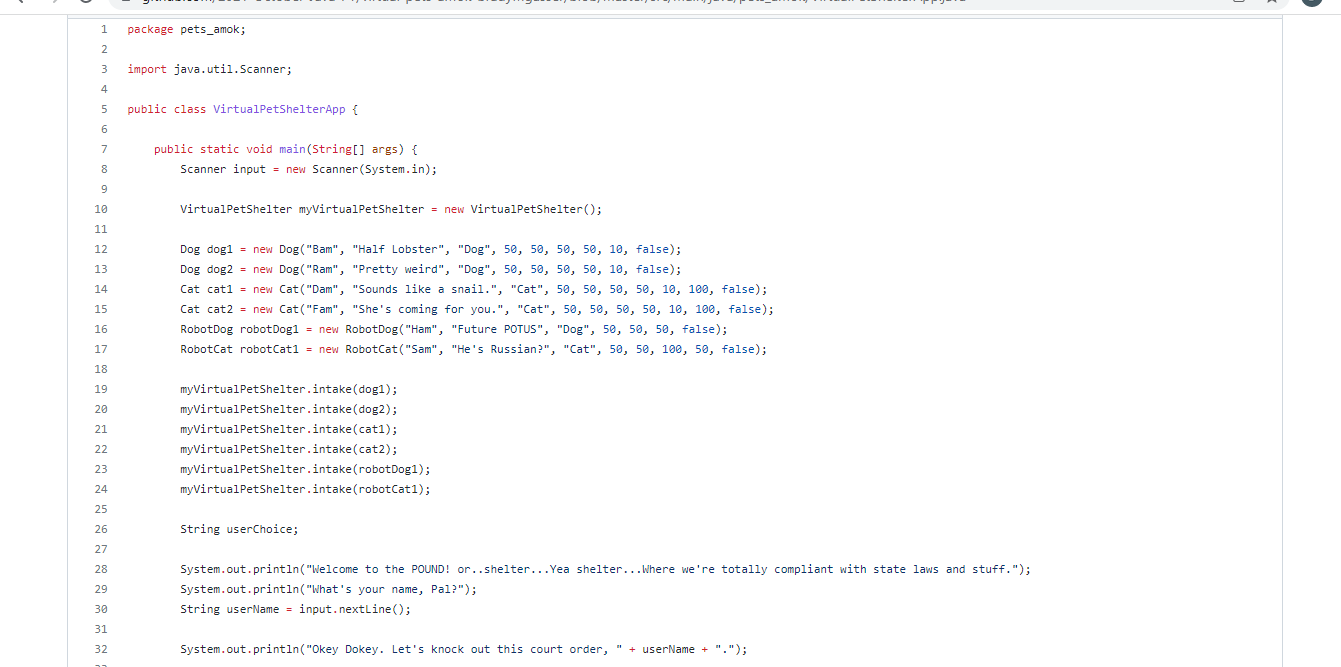 1 package pets_amok;
2
3 import java.util.Scanner;
4
5 public class VirtualPetShelterApp {
6
7 public static void main(String[] args) {
8 Scanner input = new Scanner(System.in);
9
10 VirtualPetShelter myVirtualPetShelter = new VirtualPetShelter();
11
12 Dog dog1 = new Dog("Bam", "Half Lobster", "Dog", 50, 50, 50, 50, 10, false);
13 Dog dog2 = new Dog("Ram", "Pretty weird", "Dog", 50, 50, 50, 50, 10, false);
14 Cat cat1 = new Cat("Dam", "Sounds like a snail.", "Cat", 50, 50, 50, 50, 10, 100, false);
15 Cat cat2 = new Cat("Fam", "She's coming for you.", "Cat", 50, 50, 50, 50, 10, 100, false);
16 RobotDog robotDog1 = new RobotDog("Ham", "Future POTUS", "Dog", 50, 50, 50, false);
17 RobotCat robotCat1 = new RobotCat("Sam", "He's Russian?", "Cat", 50, 50, 100, 50, false);
18
19 myVirtualPetShelter.intake(dog1);
20 myVirtualPetShelter.intake(dog2);
21 myVirtualPetShelter.intake(cat1);
22 myVirtualPetShelter.intake(cat2);
23 myVirtualPetShelter.intake(robotDog1);
24 myVirtualPetShelter.intake(robotCat1);
25
26 String userChoice;
27
28 System.out.println("Welcome to the POUND! or..shelter...Yea shelter...Where we're totally compliant with state laws and stuff.");
29 System.out.println("What's your name, Pal?");
30 String userName = input.nextLine();
31
32 System.out.println("Okey Dokey. Let's knock out this court order, " + userName + ".");